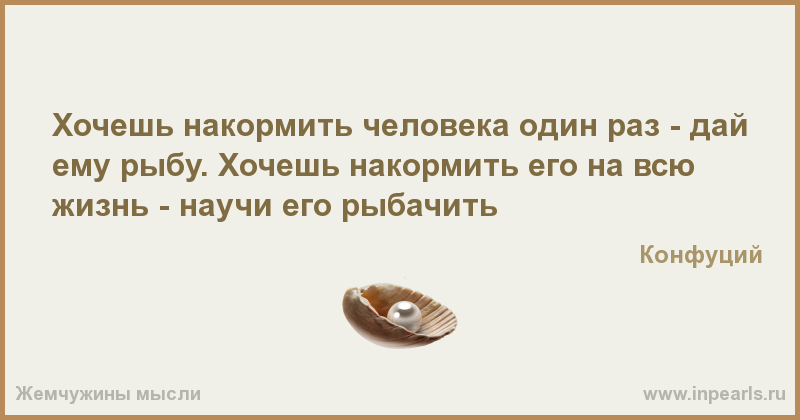 Хочешь накормить человека один раз - дай
ему рыбу. Хочешь накормить его на всю
жизнь - научи его рыбачить
Конфуций
Жемчужины мысли
www.inpearls.ru